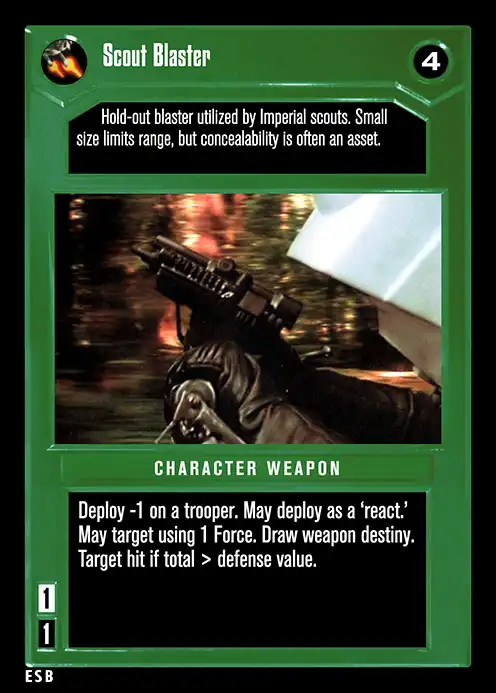 Scout Blaster
4
Hold-out blaster utilized by Imperial scouts. Small
size limits range, but concealability is often an asset.
CHARACTER WEAPON
Deploy -1 on a trooper. May deploy as a ‘react.’
May target using 1 Force. Draw weapon destiny.
Target hit if total > defense value.
1
1
ESB